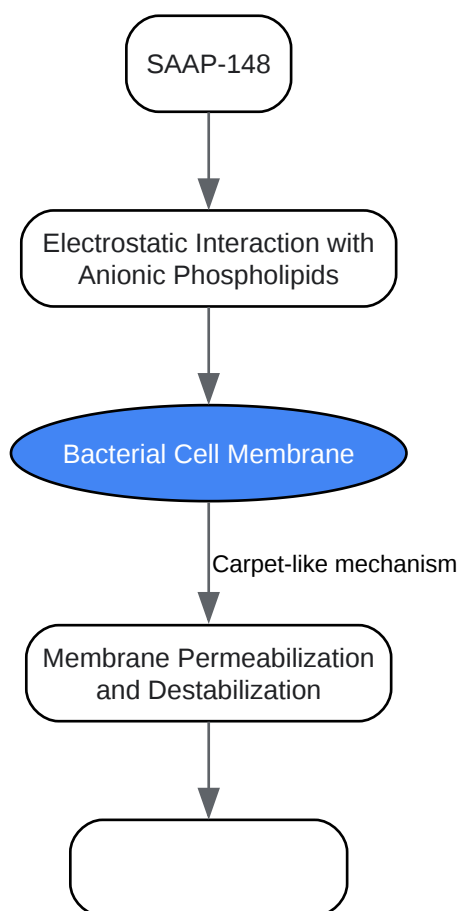 SAAP-148
Electrostatic Interaction with
Anionic Phospholipids
Bacterial Cell Membrane
Carpet-like mechanism
Membrane Permeabilization
and Destabilization